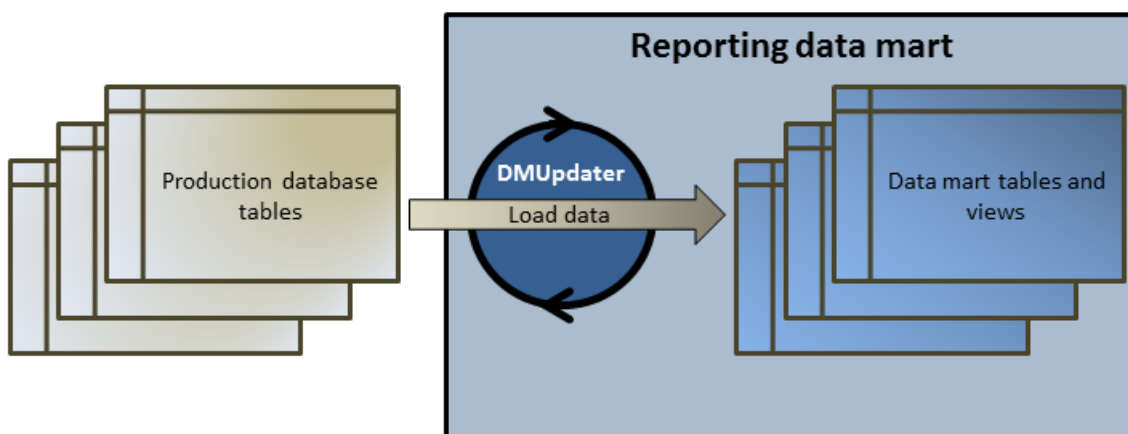 Reporting data mart
Production database
tables
DMUpdater
Load data
Data mart tables and
views